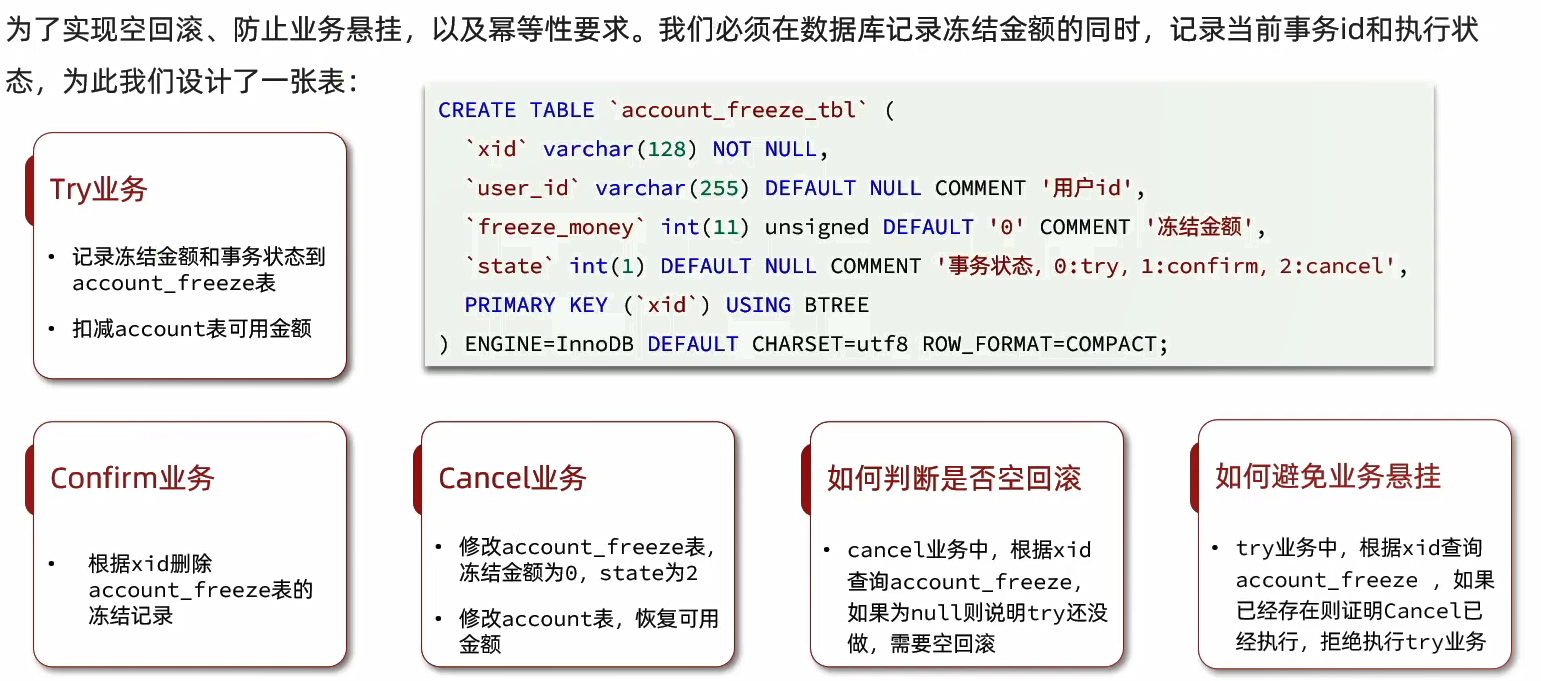 为了实现空回滚、防止业务悬挂，以及幂等性要求。我们必须在数据库记录冻结金额的同时，记录当前事务id和执行状
态，为此我们设计了一张表：
CREATE TABLE `account_freeze_tbl` (
`xid` varchar(128) NOT NULL,
`user_id` varchar(255) DEFAULT NULL COMMENT '用户id',
`freeze_money` int(11) unsigned DEFAULT '0' COMMENT '冻结金额',
`state` int(1) DEFAULT NULL COMMENT '事务状态，0:try，1:confirm，2:cancel',
PRIMARY KEY (`xid`) USING BTREE
) ENGINE=InnoDB DEFAULT CHARSET=utf8 ROW_FORMAT=COMPACT;
Try业务
• 记录冻结金额和事务状态到
account_freeze表
• 扣减account表可用金额
Confirm业务
• 根据xid删除
account_freeze表的
冻结记录
Cancel业务
• 修改account_freeze表，
冻结金额为0，state为2
• 修改account表，恢复可用
金额
如何判断是否空回滚
• cancel业务中，根据xid
查询account_freeze，
如果为null则说明try还没
做，需要空回滚
如何避免业务悬挂
• try业务中，根据xid查询
account_freeze ，如果
已经存在则证明Cancel已
经执行，拒绝执行try业务